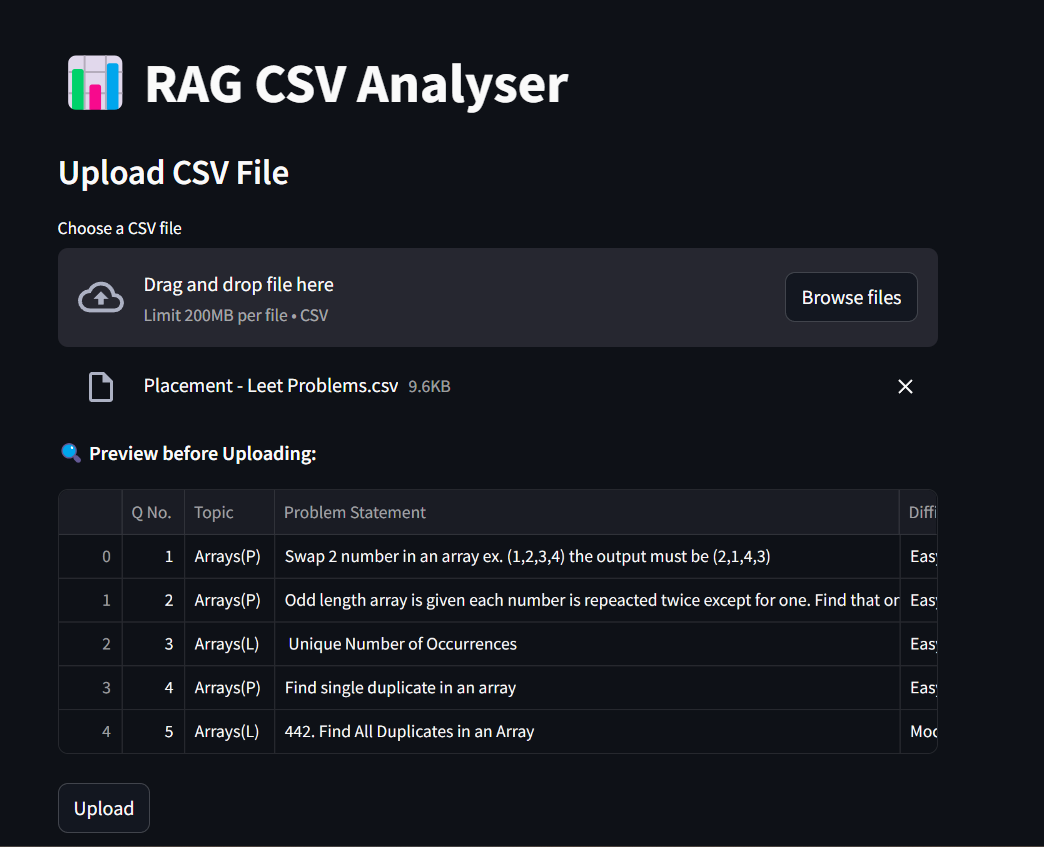 RAG CSV Analyser
Upload CSV File
Choose a CSV file
Drag and drop file here
Limit 200MB per file • CSV
Browse files
Placement - Leet Problems.csv 9.6KB
Preview before Uploading:
Q No. Topic Problem Statement Diffi
0 1 Arrays(P) Swap 2 number in an array ex. (1,2,3,4) the output must be (2,1,4,3) Easy
1 2 Arrays(P) Odd length array is given each number is repeacted twice except for one. Find that or Easy
2 3 Arrays(L) Unique Number of Occurrences Easy
3 4 Arrays(P) Find single duplicate in an array Easy
4 5 Arrays(L) 442. Find All Duplicates in an Array Moc
Upload